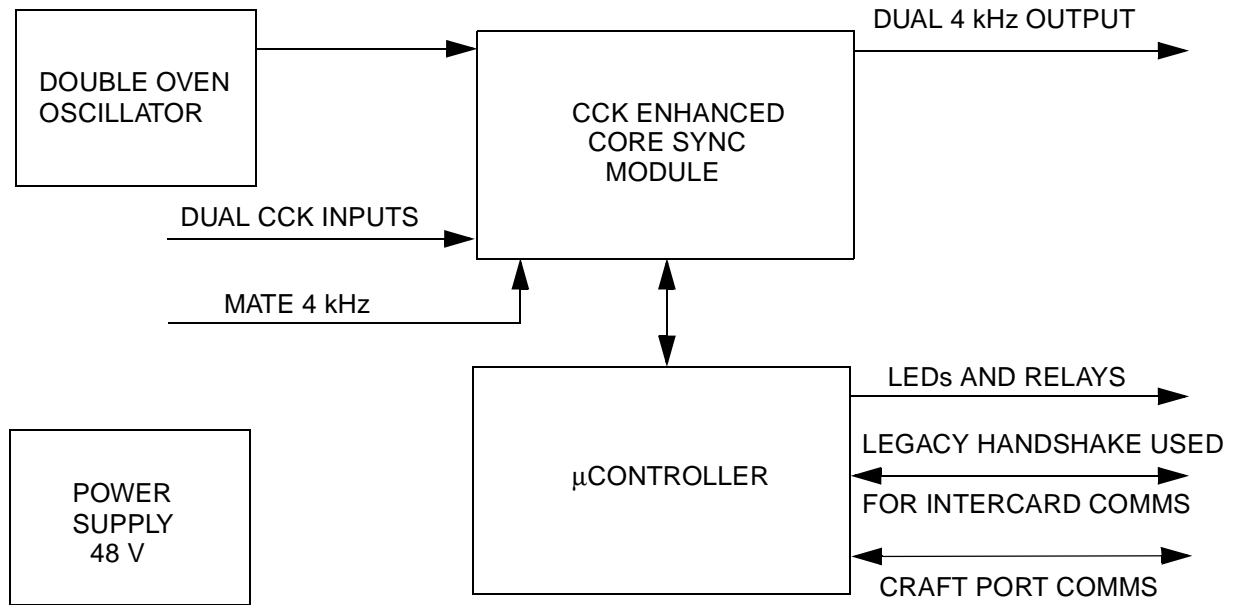 DUAL 4 kHz OUTPUT
DOUBLE OVEN
OSCILLATOR
CCK ENHANCED
CORE SYNC
MODULE
DUAL CCK INPUTS
MATE 4 kHz
LEDs AND RELAYS
LEGACY HANDSHAKE USED
μCONTROLLER
FOR INTERCARD COMMS
POWER
SUPPLY
48 V
CRAFT PORT COMMS